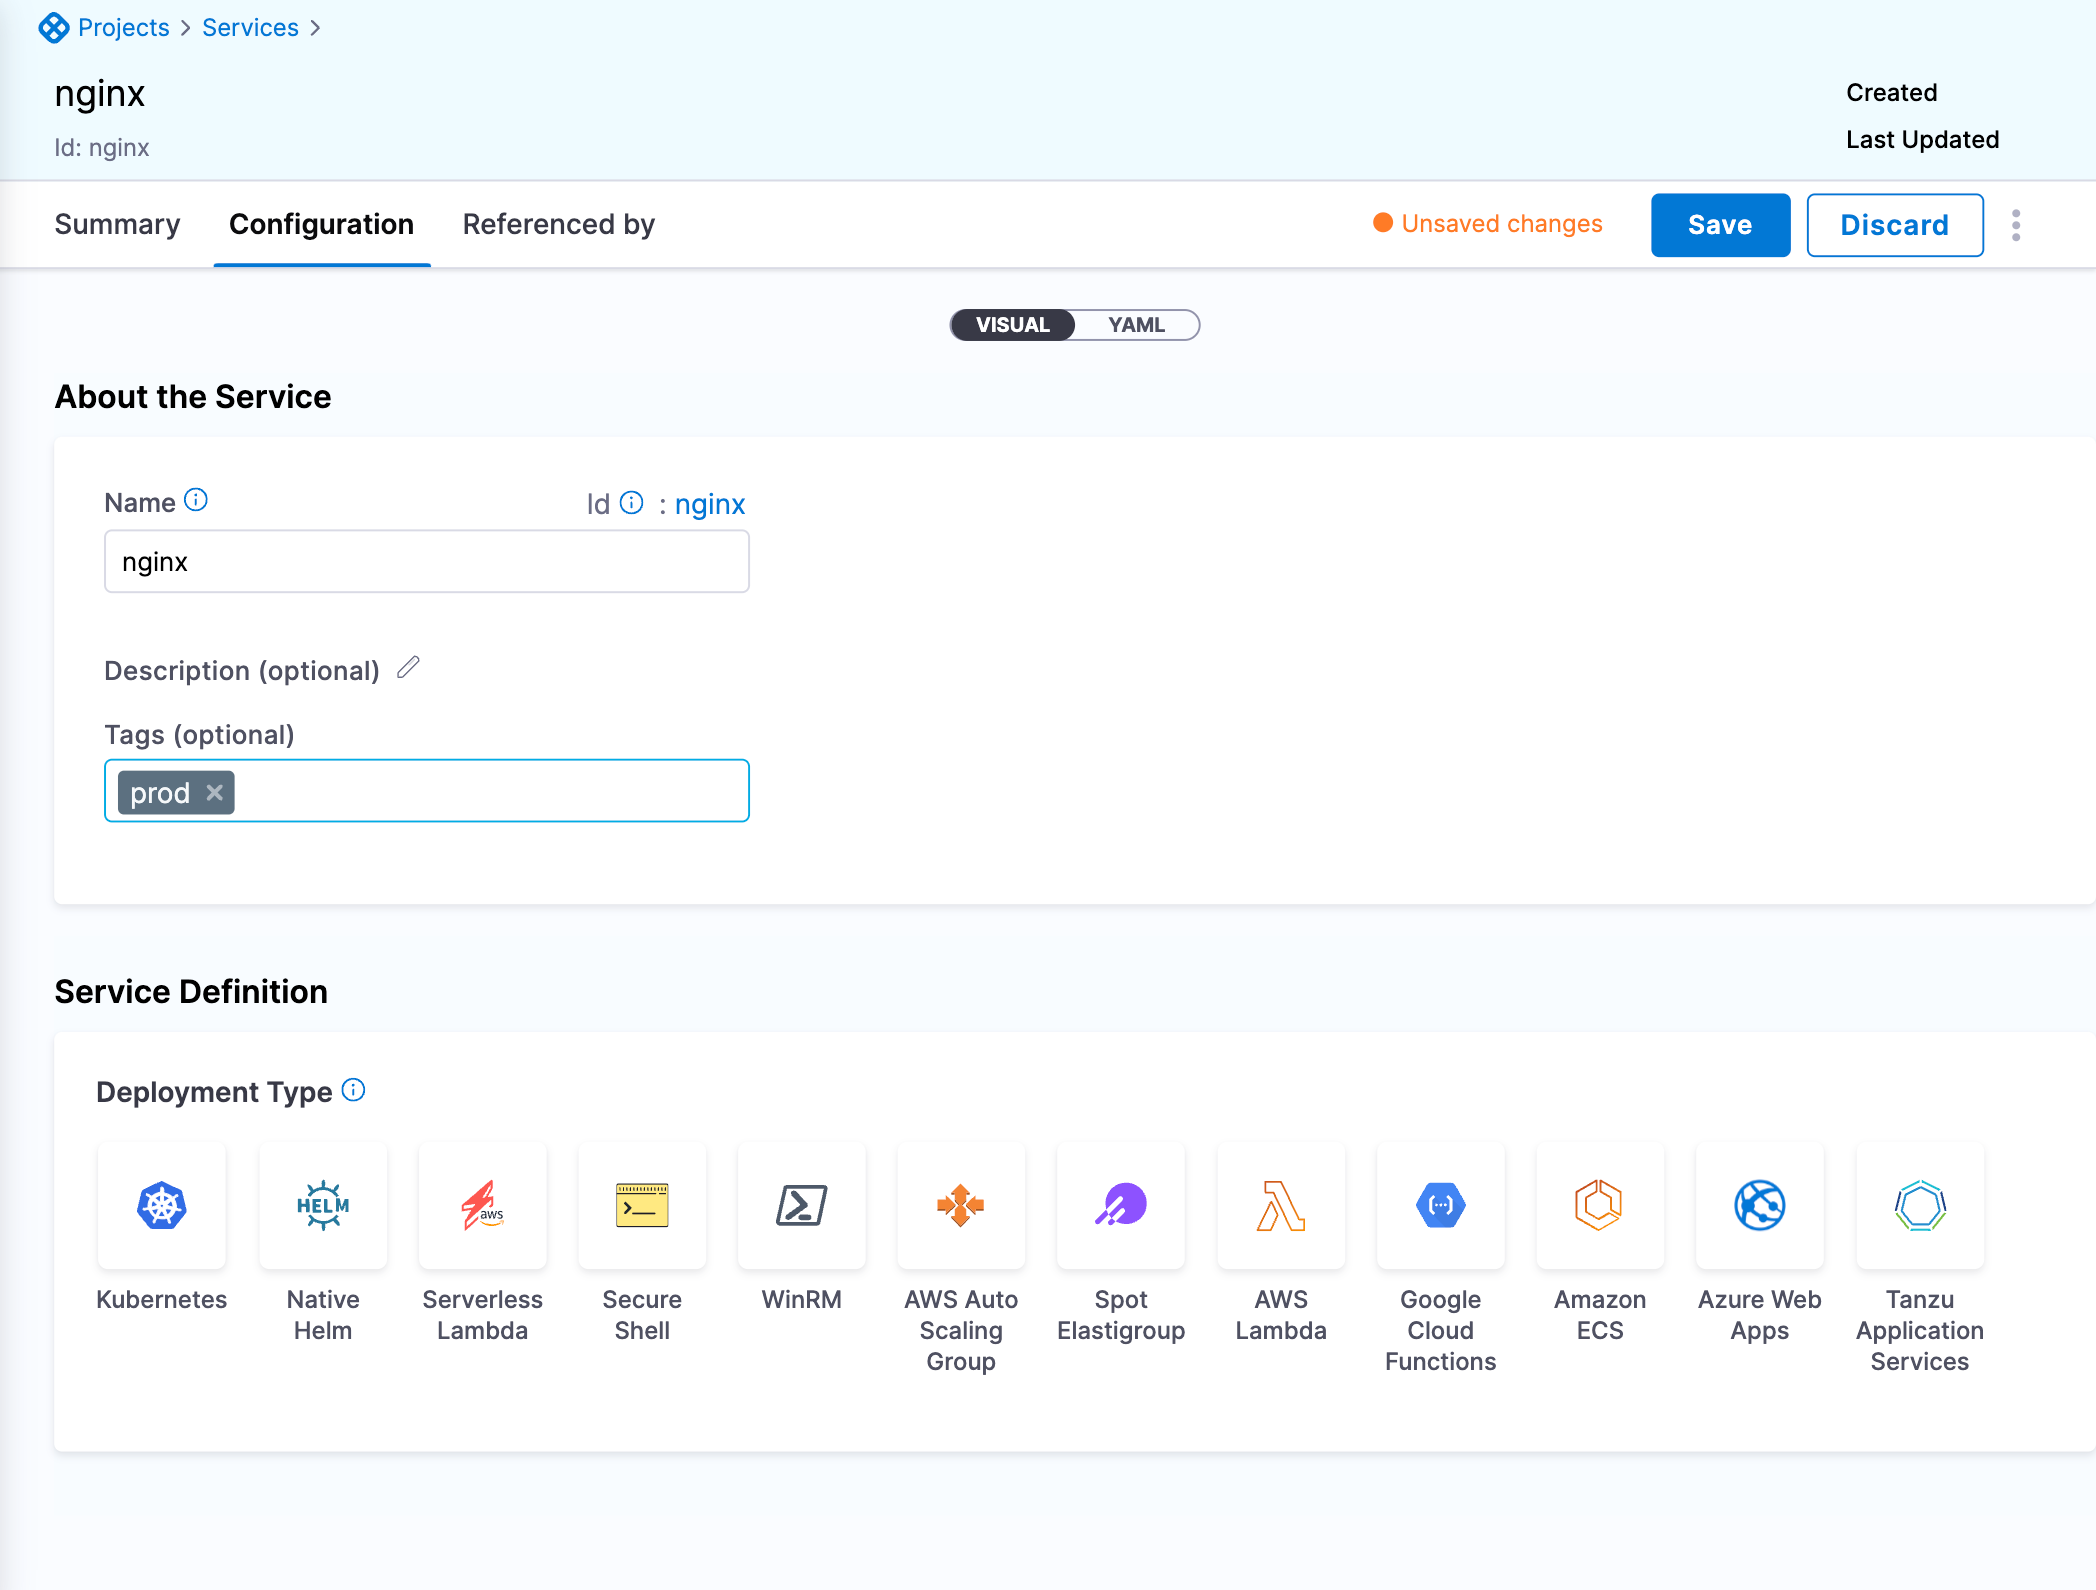 Projects > Services >
nginx
Id: nginx
Created
Last Updated
Summary Configuration Referenced by Unsaved changes Save Discard
VISUAL YAML
About the Service
Name Id : nginx
nginx
Description (optional)
Tags (optional)
prod ×
Service Definition
Deployment Type
HELM aws
Kubernetes Native Helm Serverless Lambda Secure Shell WinRM AWS Auto Scaling Group Spot Elastigroup AWS Lambda Google Cloud Functions Amazon ECS Azure Web Apps Tanzu Application Services